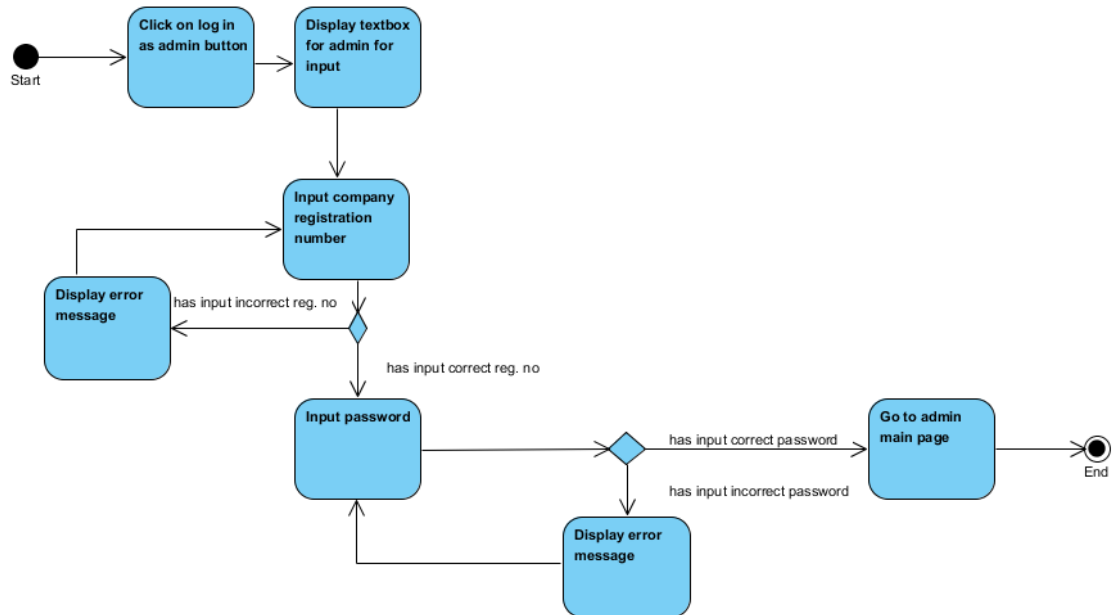 Click on log in
as admin button
Display textbox
for admin for
input
Start
Input company
registration
number
Display error
message
has input incorrect reg. no
has input correct reg. no
Input password
has input correct password
Go to admin
main page
End
has input incorrect password
Display error
message